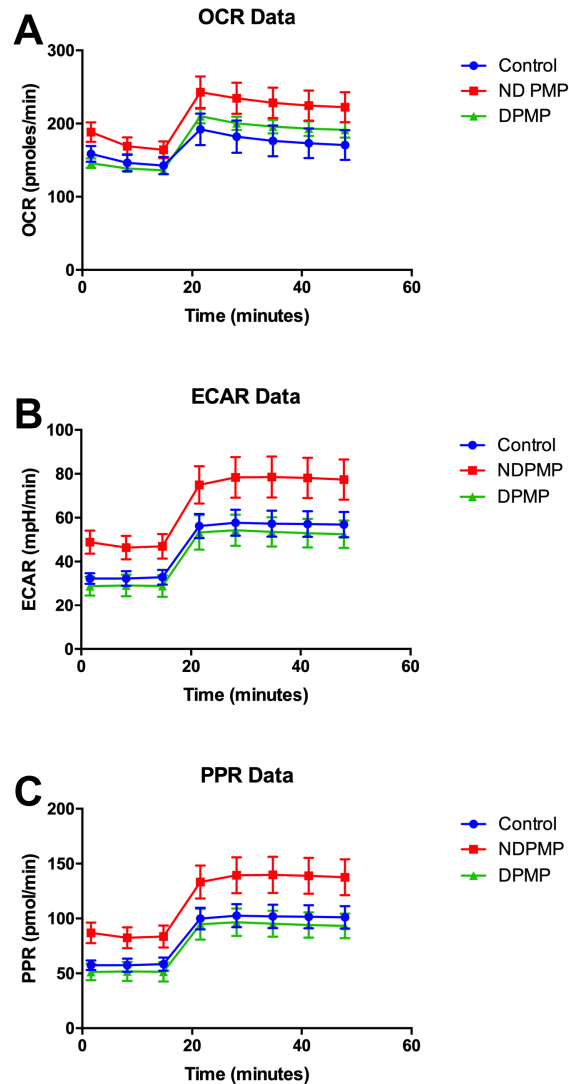 A
OCR Data
300
200
100
0
OCR (pmoles/min)
0 20 40 60
Time (minutes)
Control
ND PMP
DPMP
B
ECAR Data
100
80
60
40
20
0
ECAR (mpH/min)
0 20 40 60
Time (minutes)
Control
NDPMP
DPMP
C
PPR Data
200
150
100
50
0
PPR (pmol/min)
0 20 40 60
Time (minutes)
Control
NDPMP
DPMP